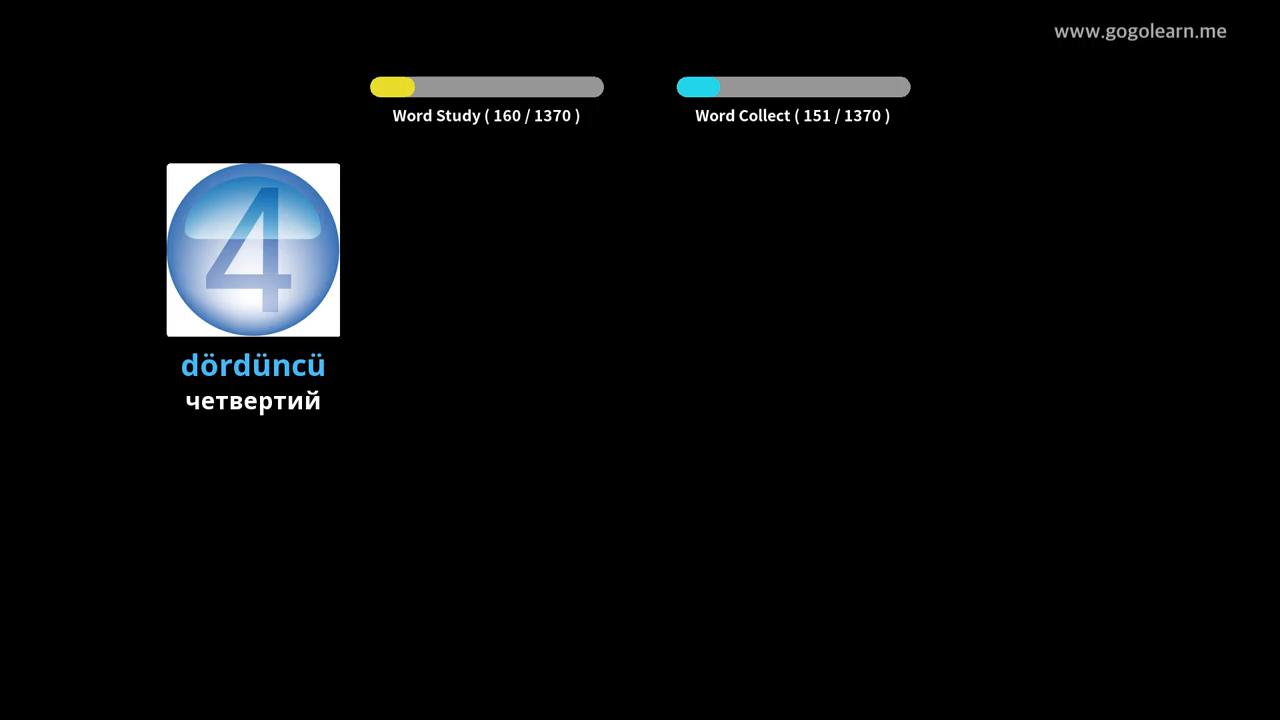 www.gogolearn.me
Word Study ( 160 / 1370 )
Word Collect ( 151 / 1370 )
4
dördüncü
четвертий